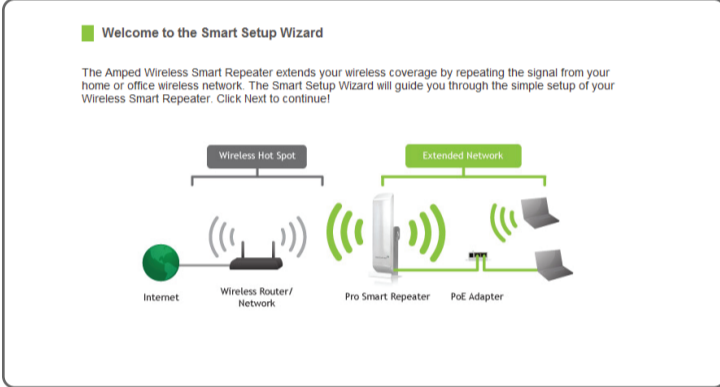 Welcome to the Smart Setup Wizard
The Amped Wireless Smart Repeater extends your wireless coverage by repeating the signal from your
home or office wireless network. The Smart Setup Wizard will guide you through the simple setup of your
Wireless Smart Repeater. Click Next to continue!
Wireless Hot Spot
Extended Network
Internet
Wireless Router/
Network
Pro Smart Repeater
PoE Adapter